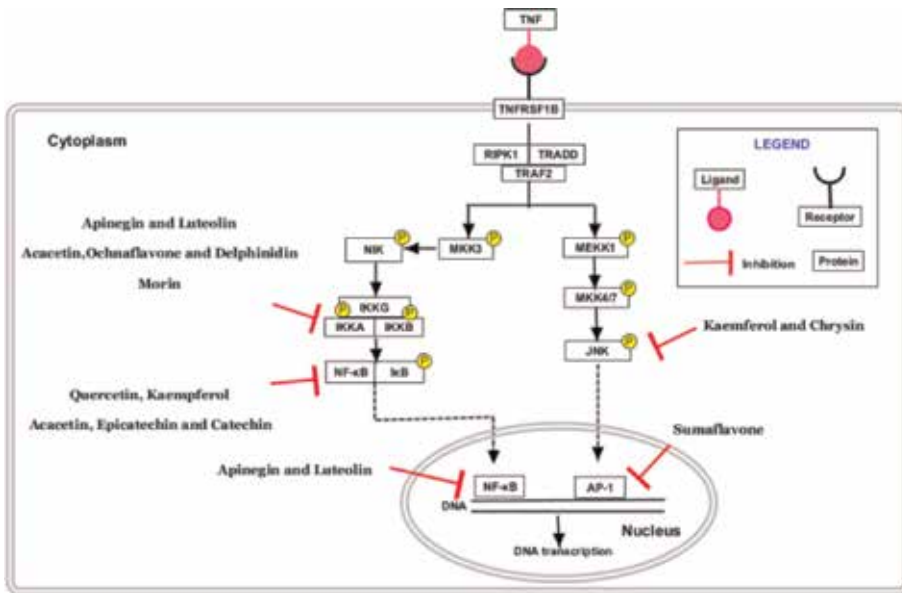 TNF
TNFRSF1B
Cytoplasm
RIPK1 TRADD
TRAF2
LEGEND
Ligand
Receptor
Inhibition
Protein
Apinegin and Luteolin
Acacetin,Ochnaflavone and Delphinidin
Morin
NIK P
MKK3 P
MEKK1 P
IKKG
P P
IKKA IKKB
MKK4/7 P
Kaemferol and Chrysin
JNK P
NF-κB IκB P
Quercetin, Kaempferol
Acacetin, Epicatechin and Catechin
Sumaflavone
Apinegin and Luteolin
NF-κB
AP-1
DNA
Nucleus
DNA transcription